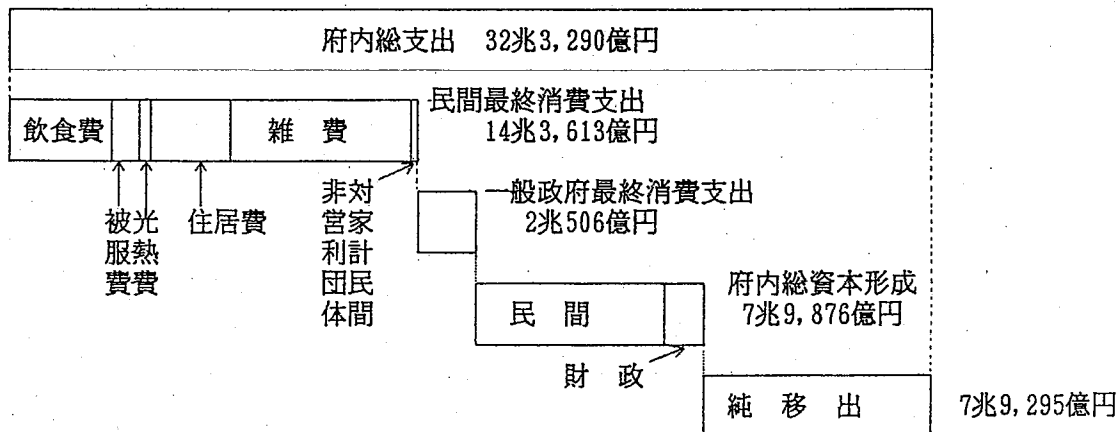 府内総支出 32兆3,290億円
飲食費
雑費
民間最終消費支出
14兆3,613億円
被服費
光熱費
住居費
対家計民間
非営利団体
一般政府最終消費支出
2兆506億円
民間
府内総資本形成
7兆9,876億円
財政
純移出
7兆9,295億円